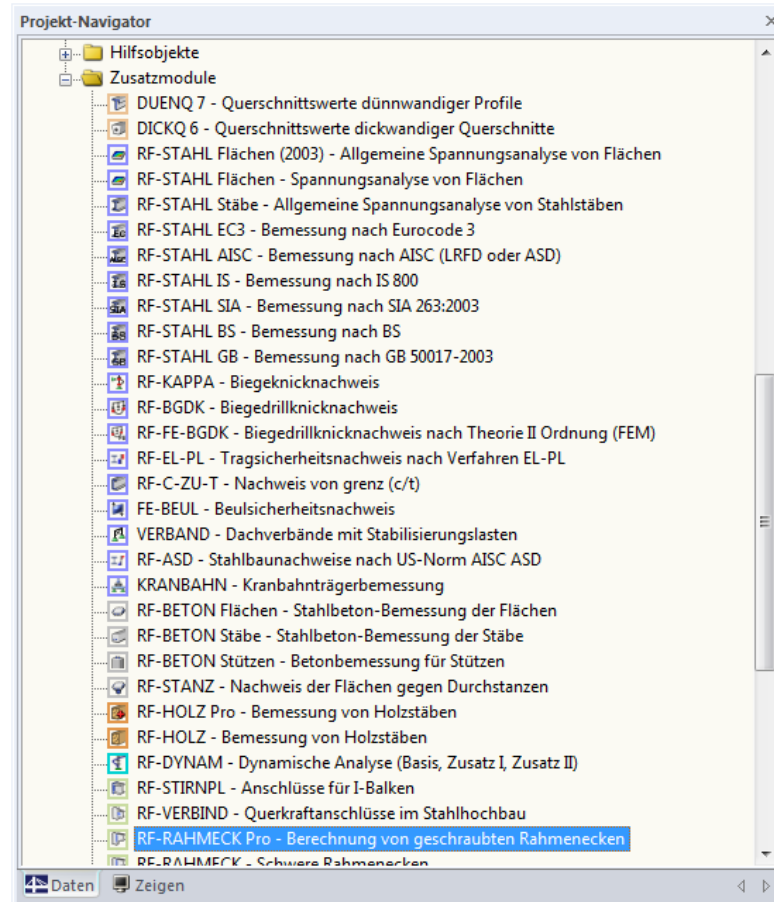 Projekt-Navigator
Hilfsobjekte
Zusatzmodule
DUENQ 7 - Querschnittswerte dünnwandiger Profile
DICKQ 6 - Querschnittswerte dickwandiger Querschnitte
RF-STAHL Flächen (2003) - Allgemeine Spannungsanalyse von Flächen
RF-STAHL Flächen - Spannungsanalyse von Flächen
RF-STAHL Stäbe - Allgemeine Spannungsanalyse von Stahlstäben
RF-STAHL EC3 - Bemessung nach Eurocode 3
RF-STAHL AISC - Bemessung nach AISC (LRFD oder ASD)
RF-STAHL IS - Bemessung nach IS 800
RF-STAHL SIA - Bemessung nach SIA 263:2003
RF-STAHL BS - Bemessung nach BS
RF-STAHL GB - Bemessung nach GB 50017-2003
RF-KAPPA - Biegeknicknachweis
RF-BGDK - Biegedrillknicknachweis
RF-FE-BGDK - Biegedrillknicknachweis nach Theorie II Ordnung (FEM)
RF-EL-PL - Tragsicherheitsnachweis nach Verfahren EL-PL
RF-C-ZU-T - Nachweis von grenz (c/t)
FE-BEUL - Beulsicherheitsnachweis
VERBAND - Dachverbände mit Stabilisierungslasten
RF-ASD - Stahlbaunachweise nach US-Norm AISC ASD
KRANBAHN - Kranbahnträgerbemessung
RF-BETON Flächen - Stahlbeton-Bemessung der Flächen
RF-BETON Stäbe - Stahlbeton-Bemessung der Stäbe
RF-BETON Stützen - Betonbemessung für Stützen
RF-STANZ - Nachweis der Flächen gegen Durchstanzen
RF-HOLZ Pro - Bemessung von Holzstäben
RF-HOLZ - Bemessung von Holzstäben
RF-DYNAM - Dynamische Analyse (Basis, Zusatz I, Zusatz II)
RF-STIRNPL - Anschlüsse für I-Balken
RF-VERBIND - Querkraftanschlüsse im Stahlhochbau
RF-RAHMECK Pro - Berechnung von geschraubten Rahmenecken
RF-RAHMECK - Schwere Rahmenecken
Daten Zeigen